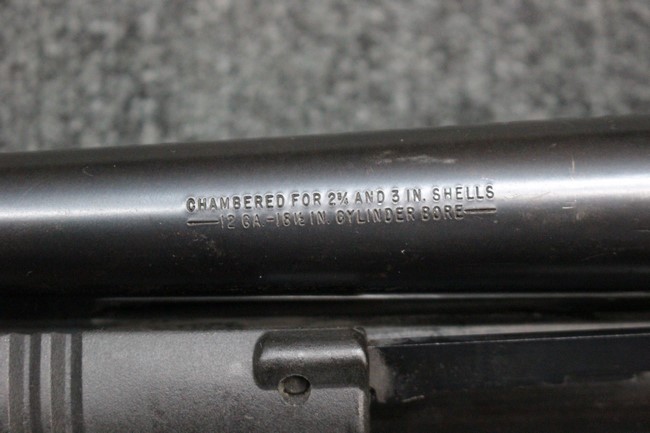 CHAMBERED FOR 2¾ AND 3 IN. SHELLS
—12 GA.-18½ IN. CYLINDER BORE—